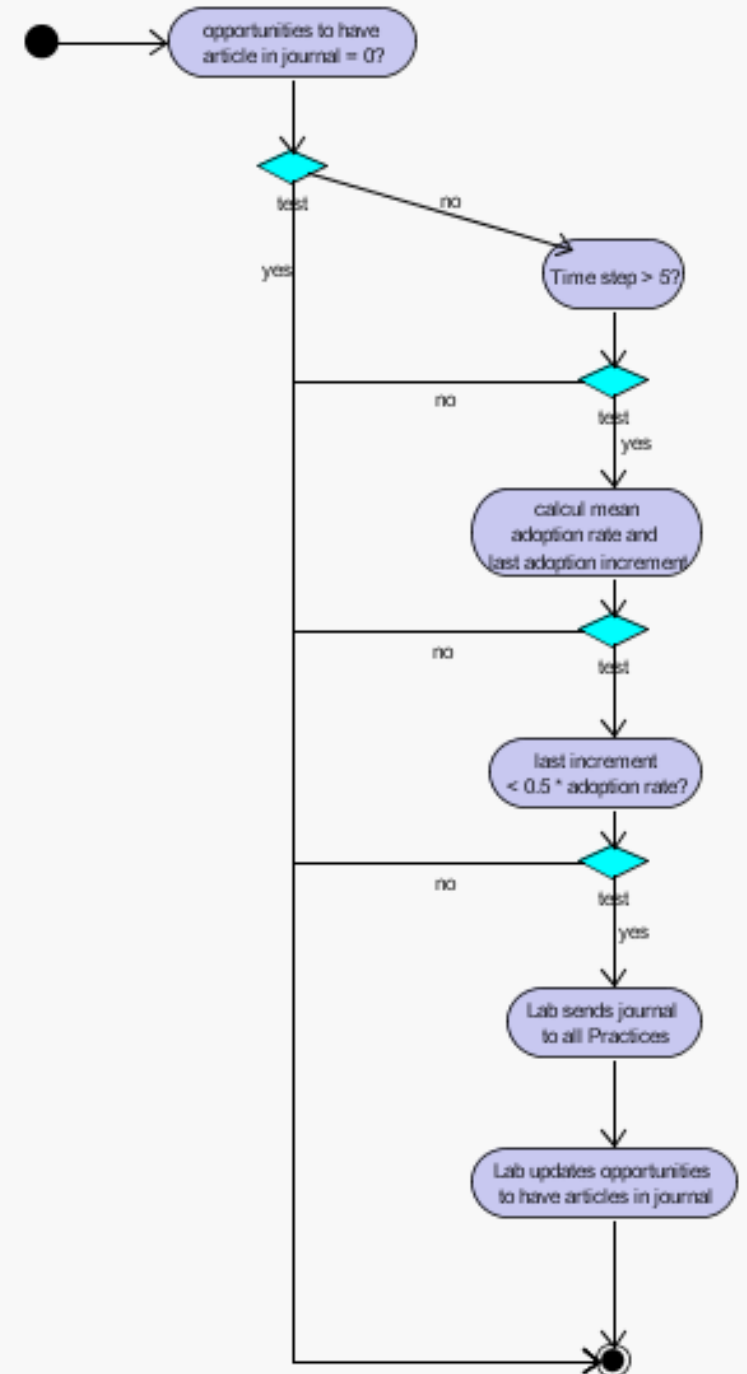 opportunities to have
article in journal = 0?
test
no
yes
Time step > 5?
no
test
yes
calcul mean
adoption rate and
last adoption increment
no
test
last increment
< 0.5 * adoption rate?
no
test
yes
Lab sends journal
to all Practices
Lab updates opportunities
to have articles in journal